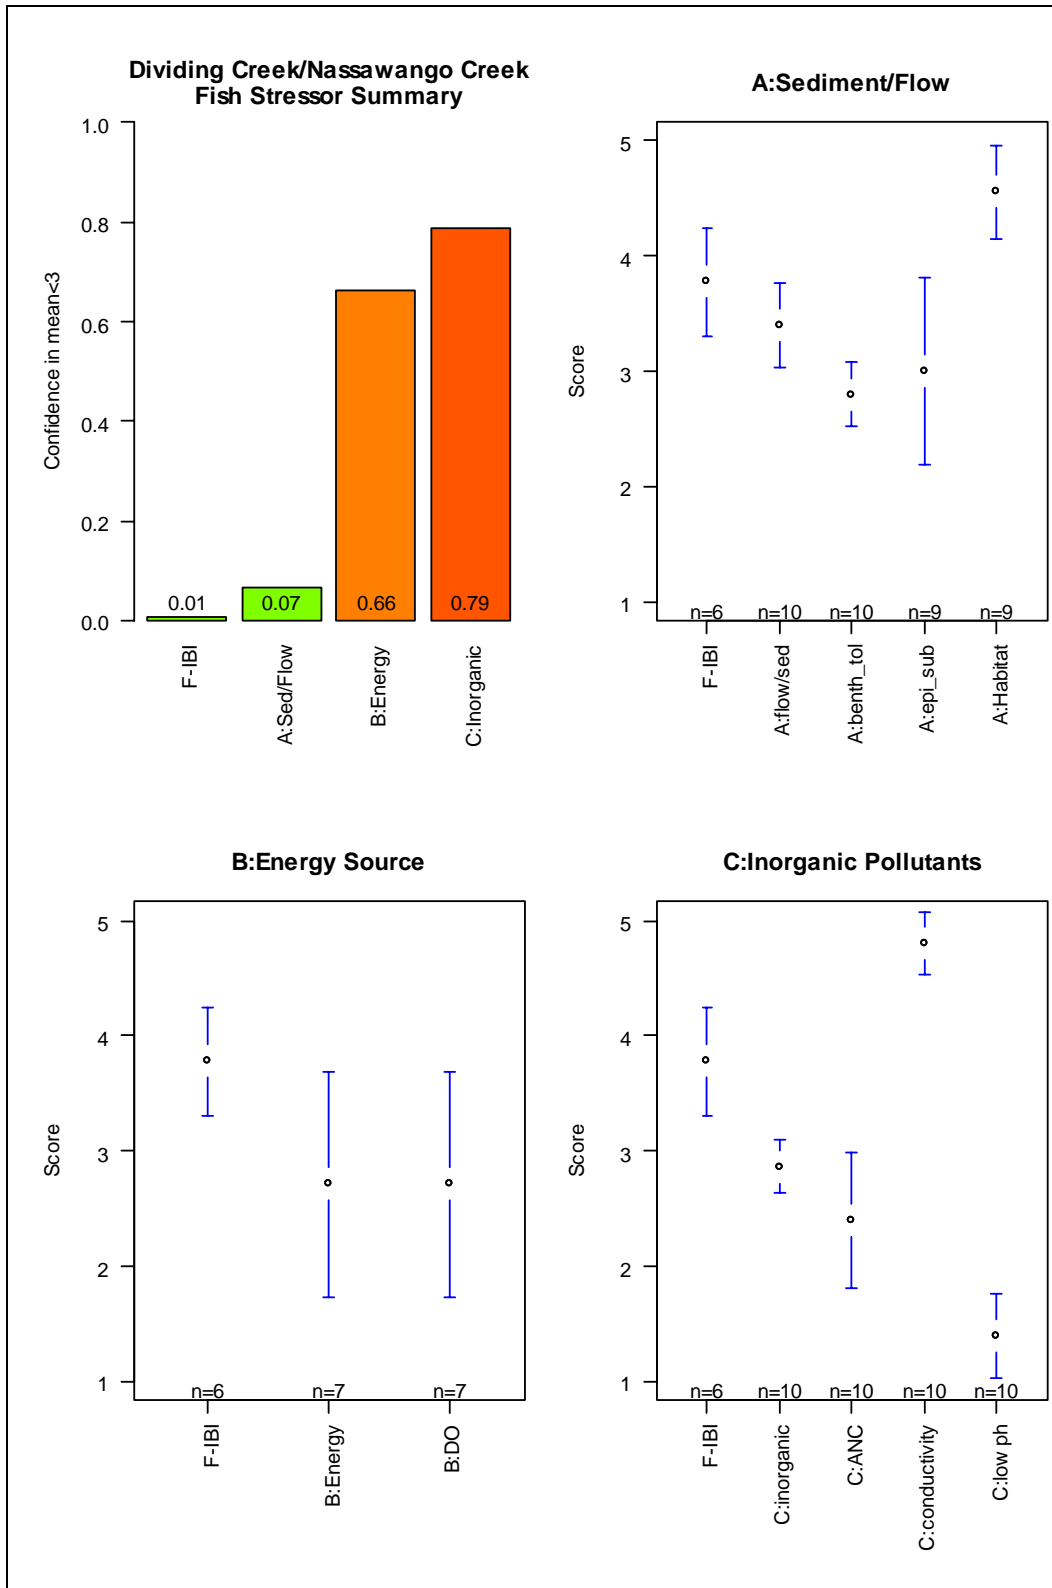 Dividing Creek/Nassawango Creek
Fish Stressor Summary
Confidence in mean<3
1.0
0.8
0.6
0.4
0.2
0.0
0.01
0.07
0.66
0.79
F-IBI
A:Sed/Flow
B:Energy
C:Inorganic
A:Sediment/Flow
Score
5
4
3
2
1
n=6
n=10
n=10
n=9
n=9
F-IBI
A:flow/sed
A:benth_tol
A:epi_sub
A:Habitat
B:Energy Source
Score
5
4
3
2
1
n=6
n=7
n=7
F-IBI
B:Energy
B:DO
C:Inorganic Pollutants
Score
5
4
3
2
1
n=6
n=10
n=10
n=10
n=10
F-IBI
C:inorganic
C:ANC
C:conductivity
C:low ph